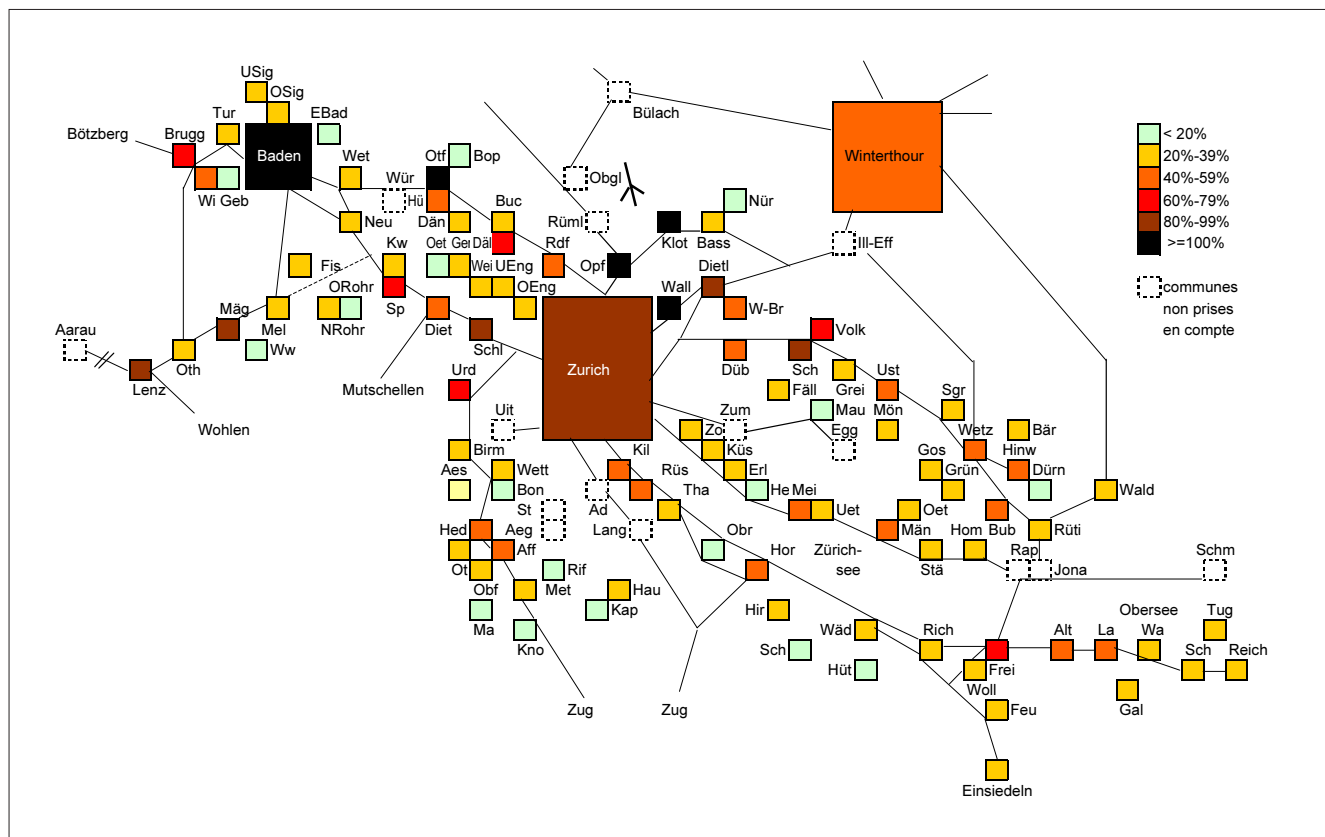 USig
OSig
Tur
EBad
Bötzberg
Brugg
Baden
Wet
Otf
Bop
Bülach
Winterthour
< 20%
20%-39%
40%-59%
60%-79%
80%-99%
>=100%
communes
non prises
en compte
Wi Geb
Wür
Hü
Obgl
Buc
Nür
Neu
Dän
Rüml
Klot
Bass
Ill-Eff
Kw
Oet
Ger
Däl
Rdf
Opf
Dietl
Fis
Wei
UEng
Wall
ORohr
OEng
W-Br
Aarau
Mäg
Mel
NRohr
Sp
Diet
Volk
Ww
Schl
Lenz
Oth
Zurich
Düb
Sch
Urd
Grei
Ust
Mutschellen
Fäll
Sgr
Wohlen
Uit
Zum
Mau
Mön
Zo
Egg
Wetz
Bär
Birm
Kil
Küs
Gos
Hinw
Aes
Wett
Rüs
Erl
Grün
Dürn
Bon
Ad
Tha
He
Mei
Wald
St
Uet
Oet
Hed
Aeg
Lang
Obr
Män
Hom
Bub
Rüti
Aff
Hor
Zürich-
see
Stä
Rap
Schm
Ot
Rif
Jona
Obf
Met
Hau
Ma
Kap
Hir
Obersee
Tug
Kno
Wäd
Rich
Alt
La
Wa
Sch
Sch
Reich
Hüt
Frei
Woll
Gal
Zug
Zug
Feu
Einsiedeln